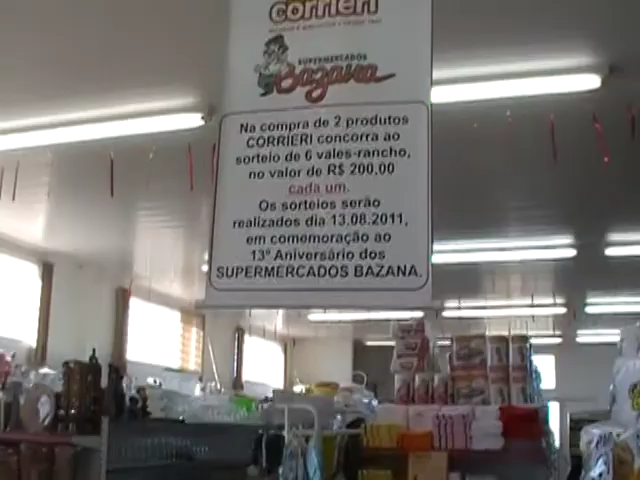 corrieri
SUPERMERCADOS
Bazana
Na compra de 2 produtos
CORRIERI concorra ao
sorteio de 6 vales-rancho,
no valor de R$ 200,00
cada um.
Os sorteios serão
realizados dia 13.08.2011,
em comemoração ao
13º Aniversário dos
SUPERMERCADOS BAZANA.